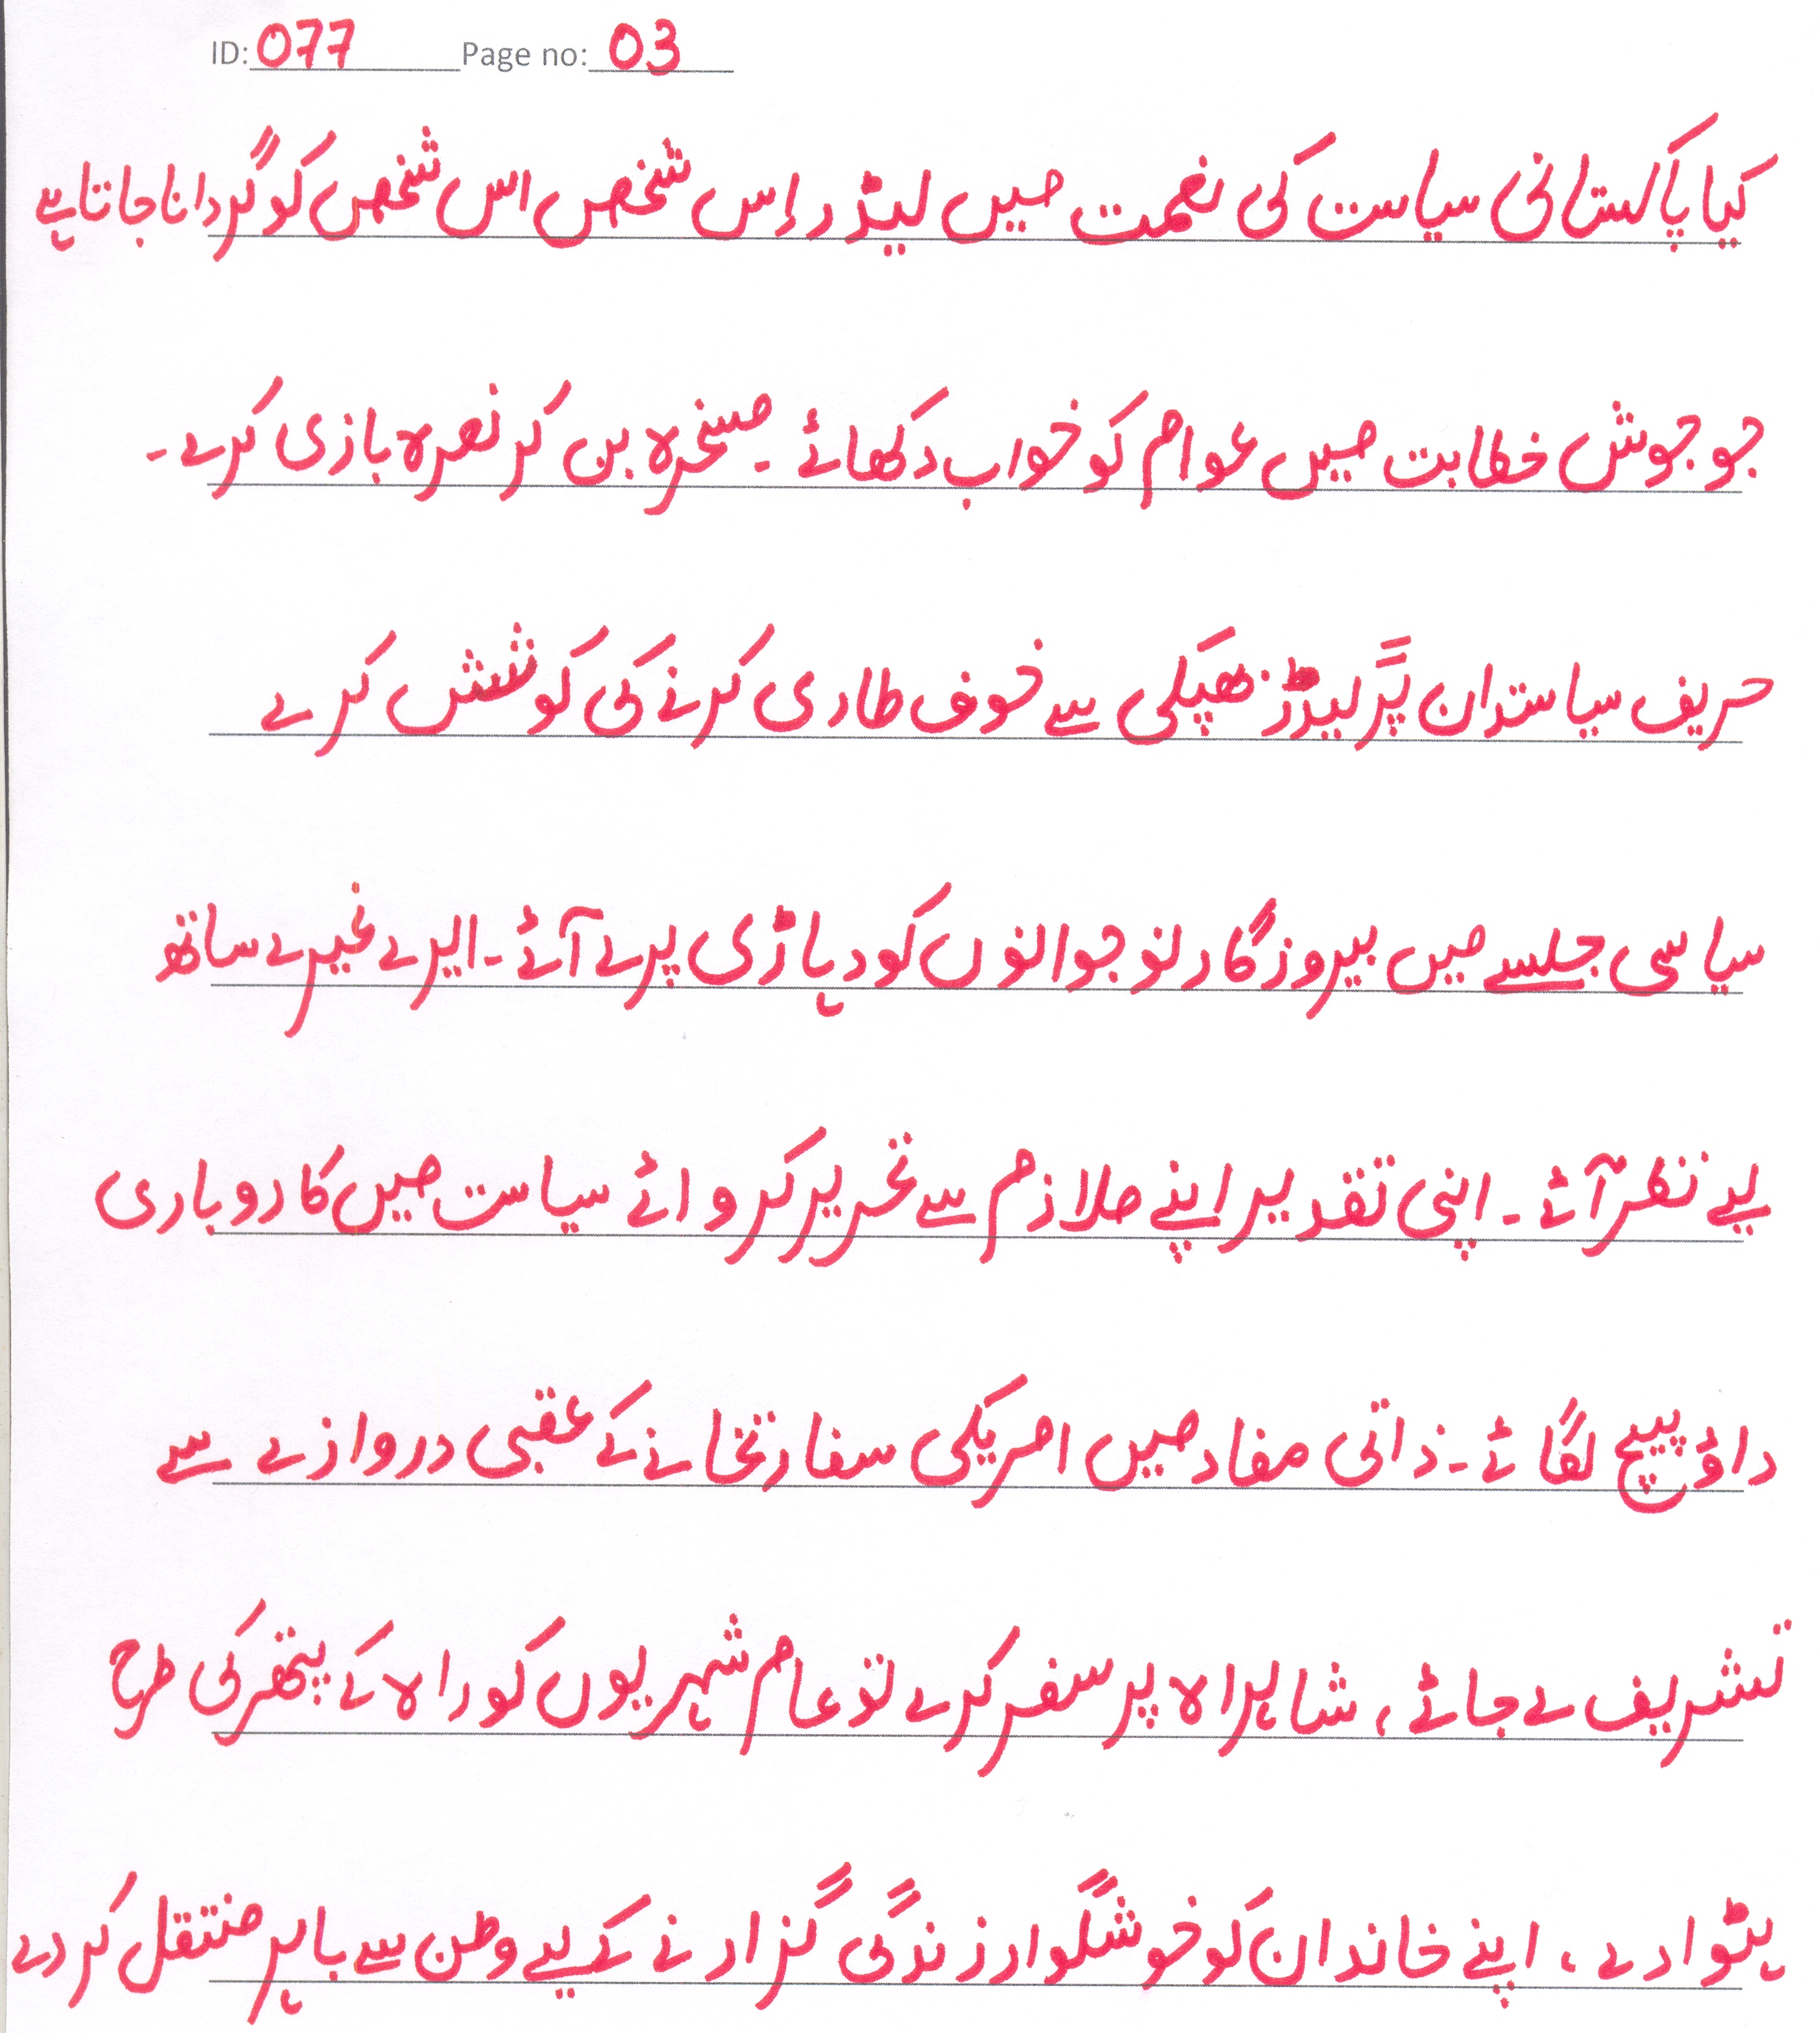 ID: 077 Page no: 03
کیا پاکستانی سیاست کی نعمت میں لیڈر اِس شخص اس شخص کو گردانا جاتا ہے
جو جوش خطابت میں عوام کو خواب دکھائے ۔ مسخرہ بن کر نعرہ بازی کرے ۔
حریف سیاستدان پر گیدڑ بھپکی سے خوف طاری کرنے کی کوشش کرے
سیاسی جلسے میں بیروزگار نوجوانوں کو دہاڑی پر لے آئے ۔ ایرے غیرے ساتھ
لیے نظر آئے ۔ اپنی تقدیر اپنے ملازم سے تحریر کروائے سیاست میں کاروباری
داؤ پیچ لگائے ۔ ذاتی مفاد میں امریکی سفارتخانے کے عقبی دروازے سے
تشریف لے جائے ، شاہراہ پر سفر کرے تو عام شہریوں کو راہ کے پتھر کی طرح
ہٹوا دے ، اپنے خاندان کو خوشگوار زندگی گزارنے کے لیے وطن سے باہر منتقل کر دے